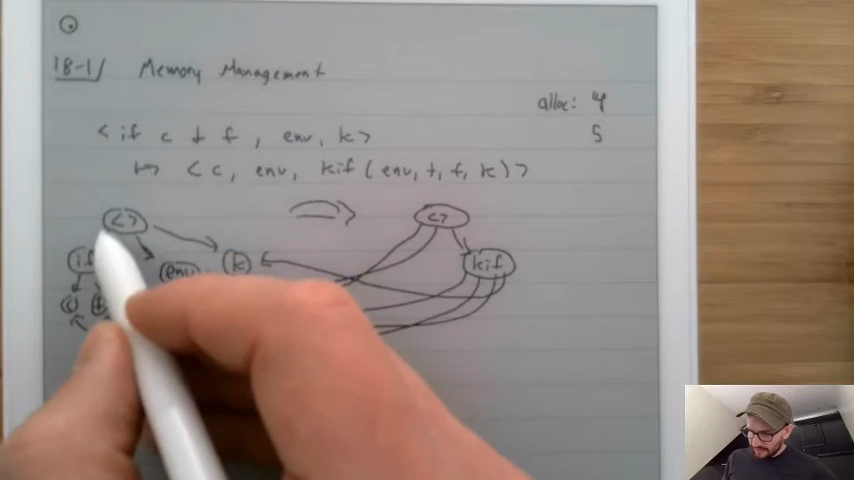 18-1/ Memory Management
alloc: 4
5
< if c t f , env, k >
↦ < c, env, kif ( env, t, f, k ) >
< > ⇒ < >
if env k kif
c t